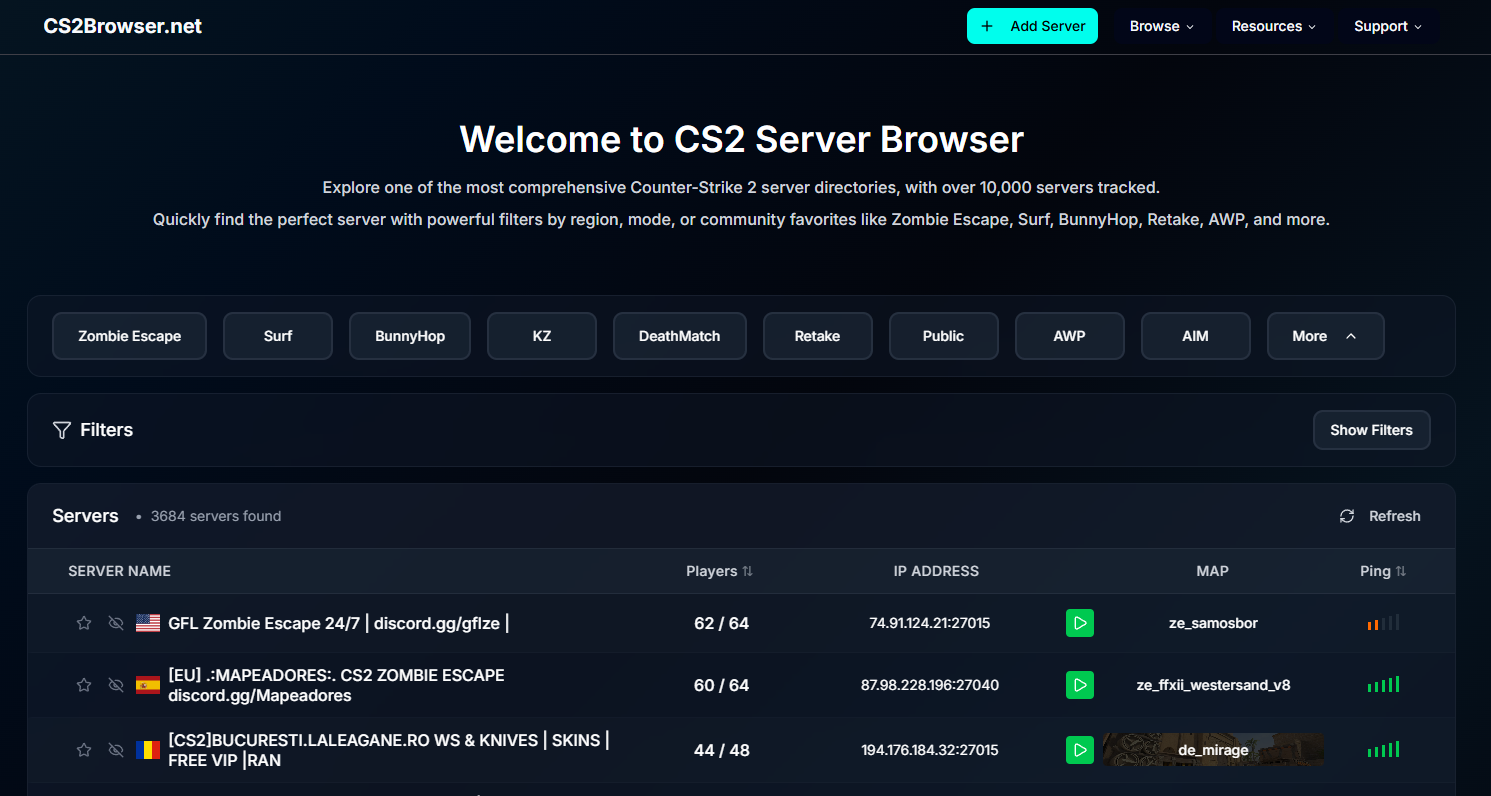 CS2Browser.net
+ Add Server
Browse
Resources
Support
Welcome to CS2 Server Browser
Explore one of the most comprehensive Counter-Strike 2 server directories, with over 10,000 servers tracked.
Quickly find the perfect server with powerful filters by region, mode, or community favorites like Zombie Escape, Surf, BunnyHop, Retake, AWP, and more.
Zombie Escape
Surf
BunnyHop
KZ
DeathMatch
Retake
Public
AWP
AIM
More
Filters
Show Filters
Servers • 3684 servers found
Refresh
SERVER NAME
Players
IP ADDRESS
MAP
Ping
GFL Zombie Escape 24/7 | discord.gg/gflze |
62 / 64
74.91.124.21:27015
ze_samosbor
[EU] .:MAPEADORES:. CS2 ZOMBIE ESCAPE
discord.gg/Mapeadores
60 / 64
87.98.228.196:27040
ze_ffxii_westersand_v8
[CS2]BUCURESTI.LALEAGANE.RO WS & KNIVES | SKINS |
FREE VIP |RAN
44 / 48
194.176.184.32:27015
de_mirage